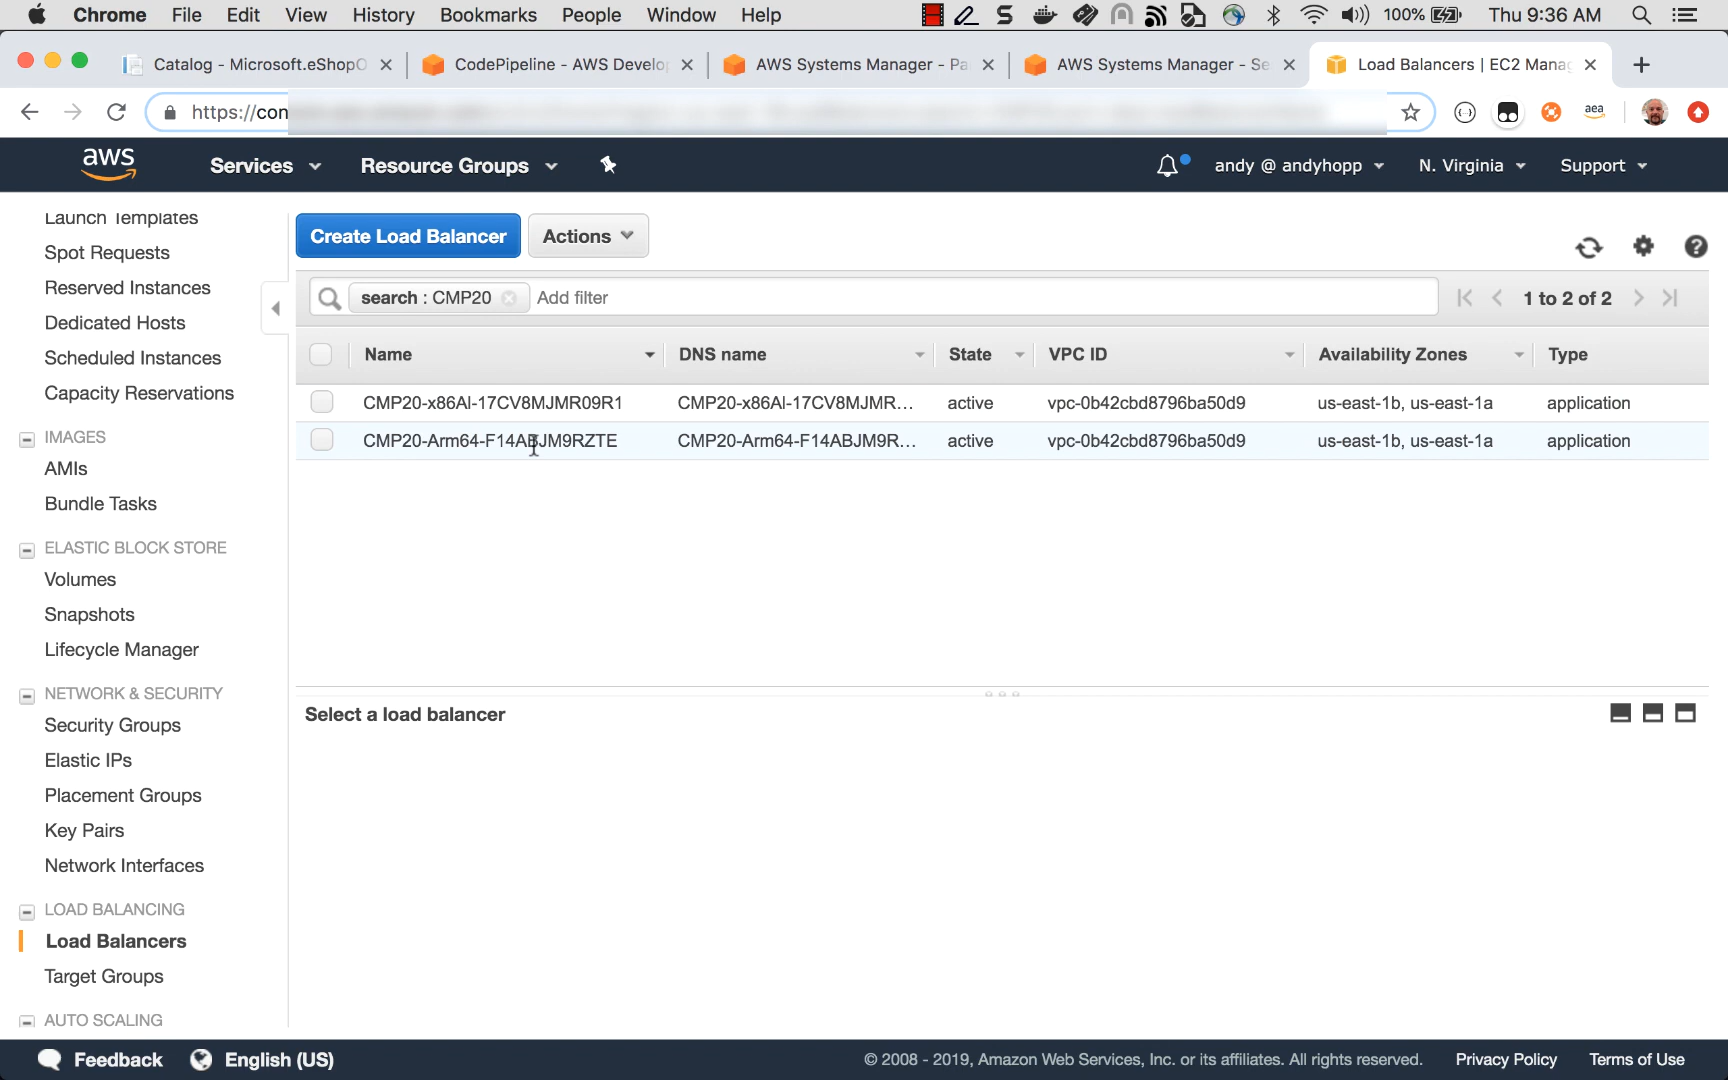 Chrome File Edit View History Bookmarks People Window Help 100% Thu 9:36 AM
Catalog - Microsoft.eShopO CodePipeline - AWS Develo AWS Systems Manager - Pa AWS Systems Manager - Se Load Balancers | EC2 Manag
https://con
aea
aws Services Resource Groups andy @ andyhopp N. Virginia Support
Launch Templates
Spot Requests
Reserved Instances
Dedicated Hosts
Scheduled Instances
Capacity Reservations
IMAGES
AMIs
Bundle Tasks
ELASTIC BLOCK STORE
Volumes
Snapshots
Lifecycle Manager
NETWORK & SECURITY
Security Groups
Elastic IPs
Placement Groups
Key Pairs
Network Interfaces
LOAD BALANCING
Load Balancers
Target Groups
AUTO SCALING
Create Load Balancer Actions
search : CMP20 Add filter 1 to 2 of 2
Name DNS name State VPC ID Availability Zones Type
CMP20-x86Al-17CV8MJMR09R1 CMP20-x86Al-17CV8MJMR... active vpc-0b42cbd8796ba50d9 us-east-1b, us-east-1a application
CMP20-Arm64-F14ABJM9RZTE CMP20-Arm64-F14ABJM9R... active vpc-0b42cbd8796ba50d9 us-east-1b, us-east-1a application
Select a load balancer
Feedback English (US) © 2008 - 2019, Amazon Web Services, Inc. or its affiliates. All rights reserved. Privacy Policy Terms of Use